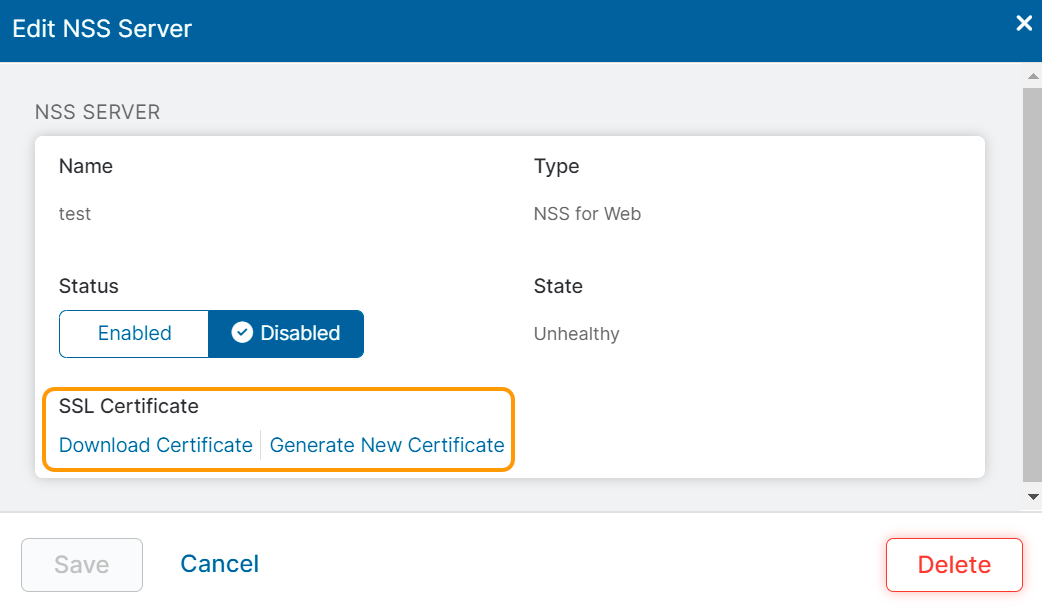 Edit NSS Server
NSS SERVER
Name
Type
test
NSS for Web
Status
State
Enabled
Disabled
Unhealthy
SSL Certificate
Download Certificate
Generate New Certificate
Save
Cancel
Delete